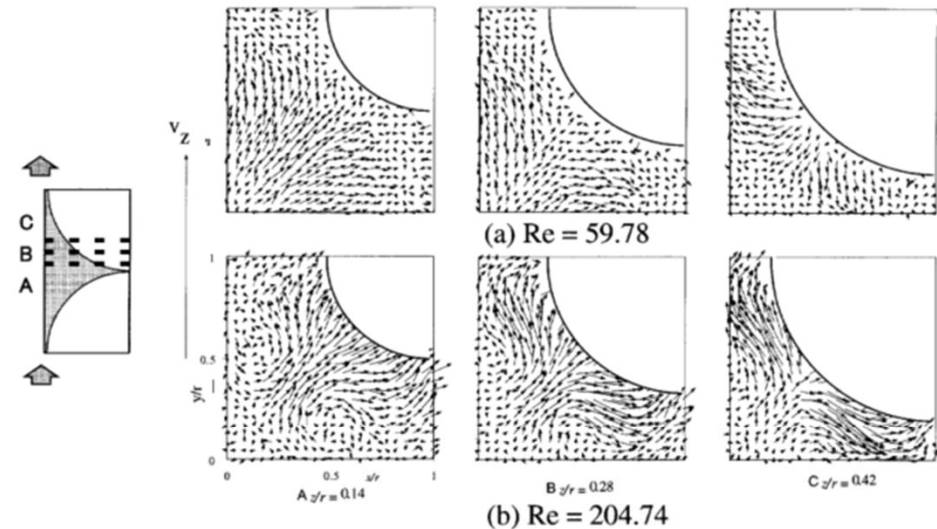 V_Z
C
B
A
(a) Re = 59.78
1
0.5
y/r
0
0 0.5 x/r 1
A z/r = 0.14
B z/r = 0.28
C z/r = 0.42
(b) Re = 204.74